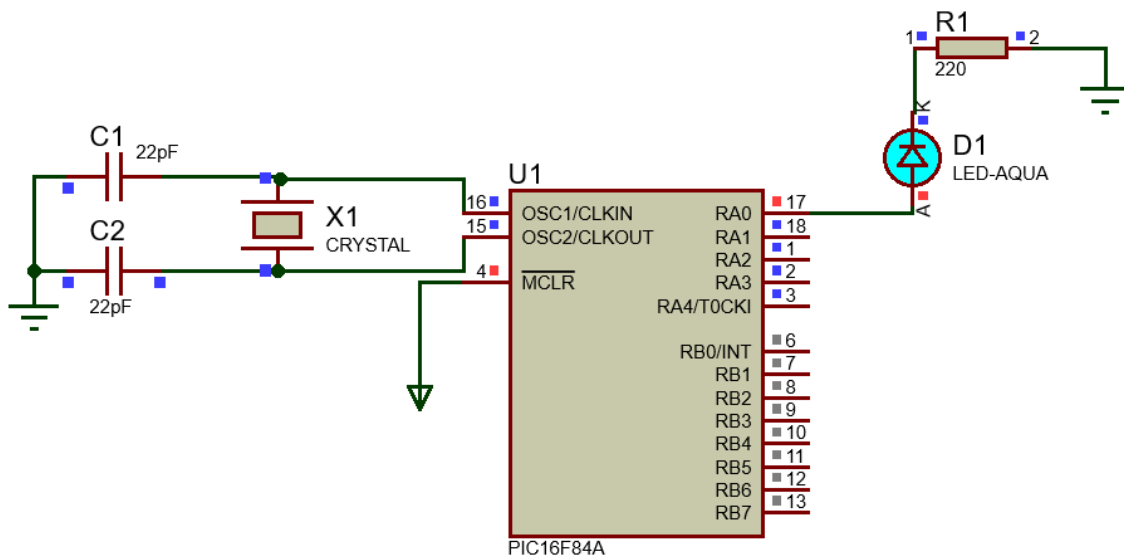 R1
1
2
220
K
D1
LED-AQUA
A
C1
22pF
C2
22pF
X1
CRYSTAL
U1
16
OSC1/CLKIN
15
OSC2/CLKOUT
4
MCLR
RA0
17
RA1
18
RA2
1
RA3
2
RA4/T0CKI
3
RB0/INT
6
RB1
7
RB2
8
RB3
9
RB4
10
RB5
11
RB6
12
RB7
13
PIC16F84A